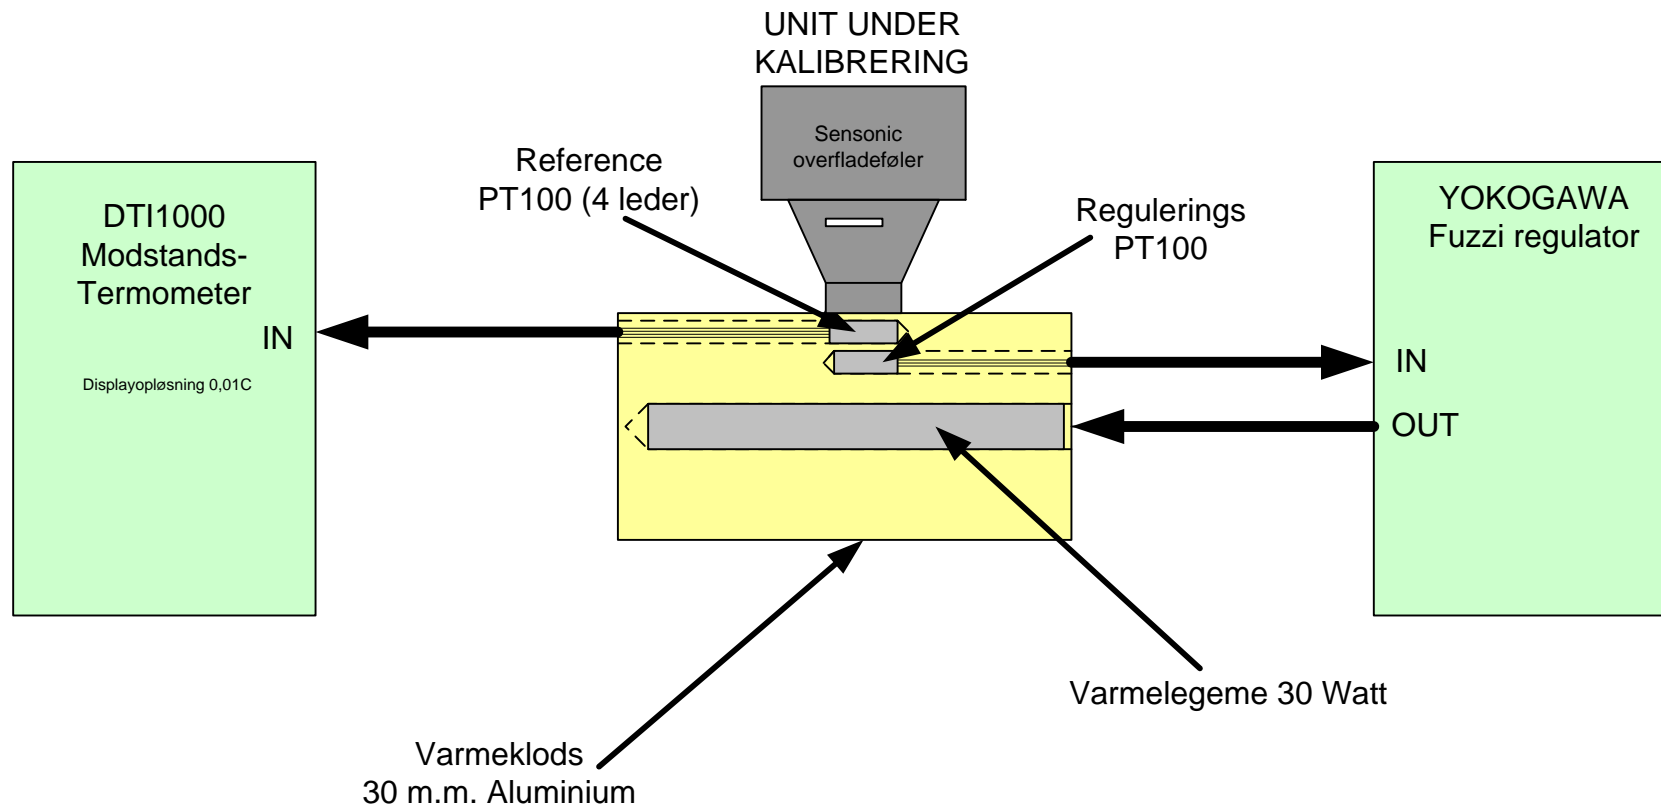 UNIT UNDER
KALIBRERING
Sensonic
overfladeføler
Reference
PT100 (4 leder)
Regulerings
PT100
DTI1000
Modstands-
Termometer
IN
Displayopløsning 0,01C
YOKOGAWA
Fuzzi regulator
IN
OUT
Varmelegeme 30 Watt
Varmeklods
30 m.m. Aluminium